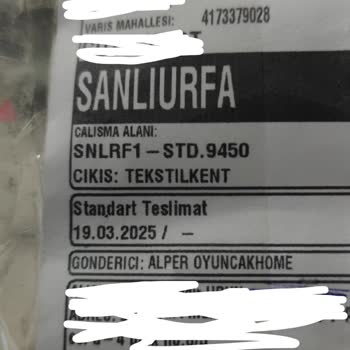 VARIS MAHALLESI: 4173379028
SANLIURFA
CALISMA ALANI:
SNLRF1-STD.9450
CIKIS: TEKSTILKENT
Standart Teslimat
19.03.2025 / -
GONDERICI: ALPER OYUNCAKHOME